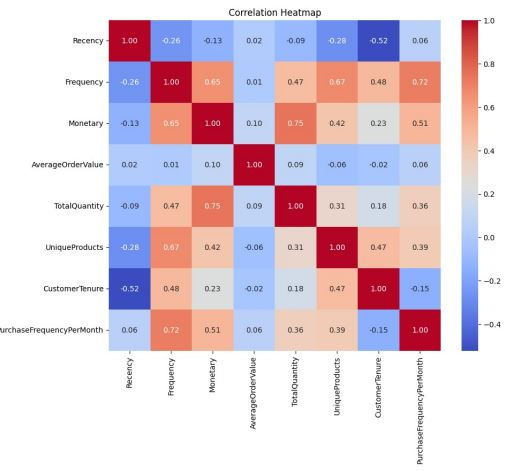 Correlation Heatmap
Recency 1.00 -0.26 -0.13 0.02 -0.09 -0.28 -0.52 0.06
Frequency -0.26 1.00 0.65 0.01 0.47 0.67 0.48 0.72
Monetary -0.13 0.65 1.00 0.10 0.75 0.42 0.23 0.51
AverageOrderValue 0.02 0.01 0.10 1.00 0.09 -0.06 -0.02 0.06
TotalQuantity -0.09 0.47 0.75 0.09 1.00 0.31 0.18 0.36
UniqueProducts -0.28 0.67 0.42 -0.06 0.31 1.00 0.47 0.39
CustomerTenure -0.52 0.48 0.23 -0.02 0.18 0.47 1.00 -0.15
PurchaseFrequencyPerMonth 0.06 0.72 0.51 0.06 0.36 0.39 -0.15 1.00
Recency
Frequency
Monetary
AverageOrderValue
TotalQuantity
UniqueProducts
CustomerTenure
PurchaseFrequencyPerMonth
1.0
0.8
0.6
0.4
0.2
0.0
−0.2
−0.4